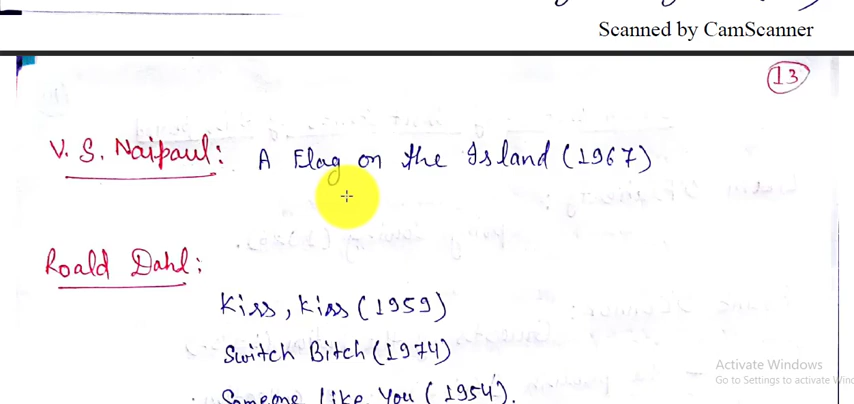 Scanned by CamScanner
13
V. S. Naipaul: A Flag on the Island (1967)
Roald Dahl:
Kiss, Kiss (1959)
Switch Bitch (1974)
Someone Like You (1954).
Activate Windows
Go to Settings to activate Windows